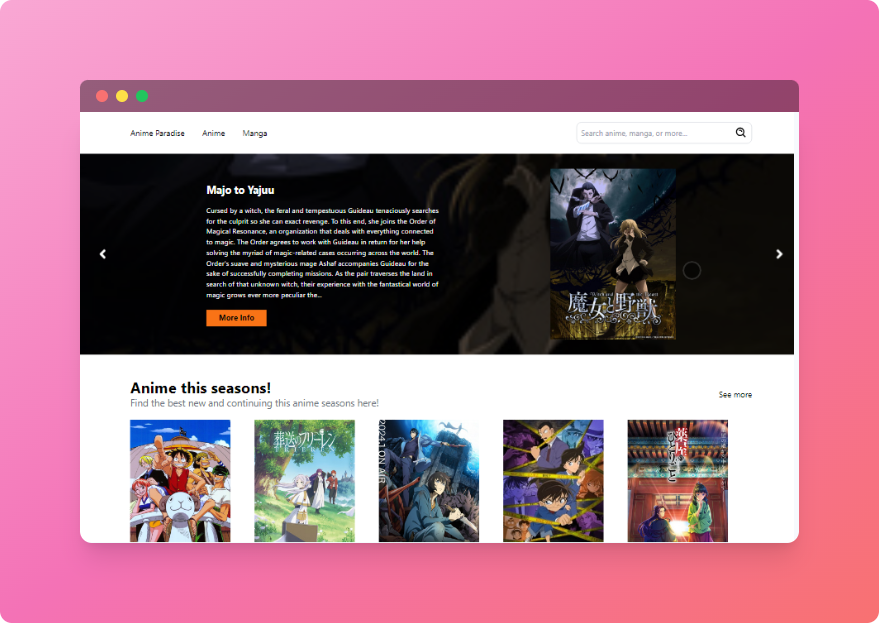 Anime Paradise Anime Manga
Search anime, manga, or more...
Majo to Yajuu
Cursed by a witch, the feral and tempestuous Guideau tenaciously searches
for the culprit so she can exact revenge. To this end, she joins the Order of
Magical Resonance, an organization that deals with everything connected
to magic. The Order agrees to work with Guideau in return for her help
solving the myriad of magic-related cases occurring across the world. The
Order's suave and mysterious mage Ashaf accompanies Guideau for the
sake of successfully completing missions. As the pair traverses the land in
search of that unknown witch, their experience with the fantastical world of
magic grows ever more peculiar the...
More Info
魔女と野獣
Anime this seasons!
Find the best new and continuing this anime seasons here!
See more
葬送のフリーレン
2024.1 ON AIR
薬屋の
ひとりごと